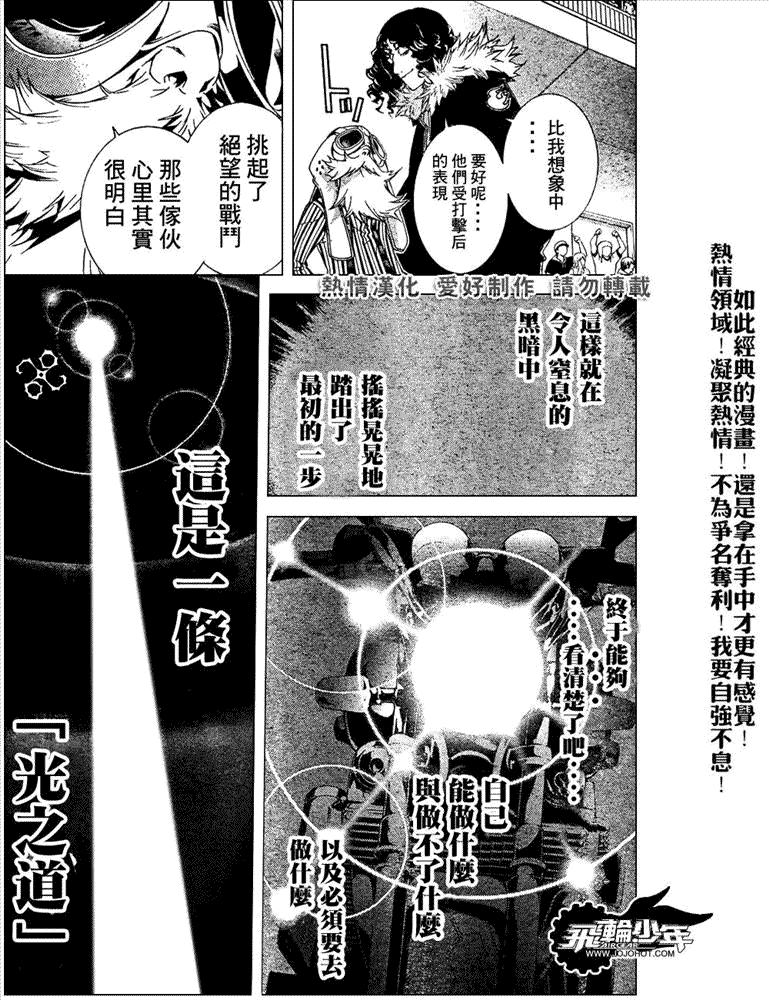 比我想象中
・・・・
要好呢・・・・
他們受打擊后
的表現
挑起了
絕望的戰鬥
那些傢伙
心里其實
很明白
熱情漢化 愛好制作 請勿轉載
這樣就在
令人窒息的
黑暗中
搖搖晃晃地
踏出了
最初的一步
終于能夠
・・・・・看清楚了吧・・・・・
自己
能做什麼
與做不了什麼
以及必須要去
做什麼
這是一條
「光之道」
如此經典的漫畫！還是拿在手中才更有感覺！
熱情領域！凝聚熱情！不為爭名奪利！我要自強不息！
飛輪少年
AIRGEAR
WWW.JOJOHOT.COM